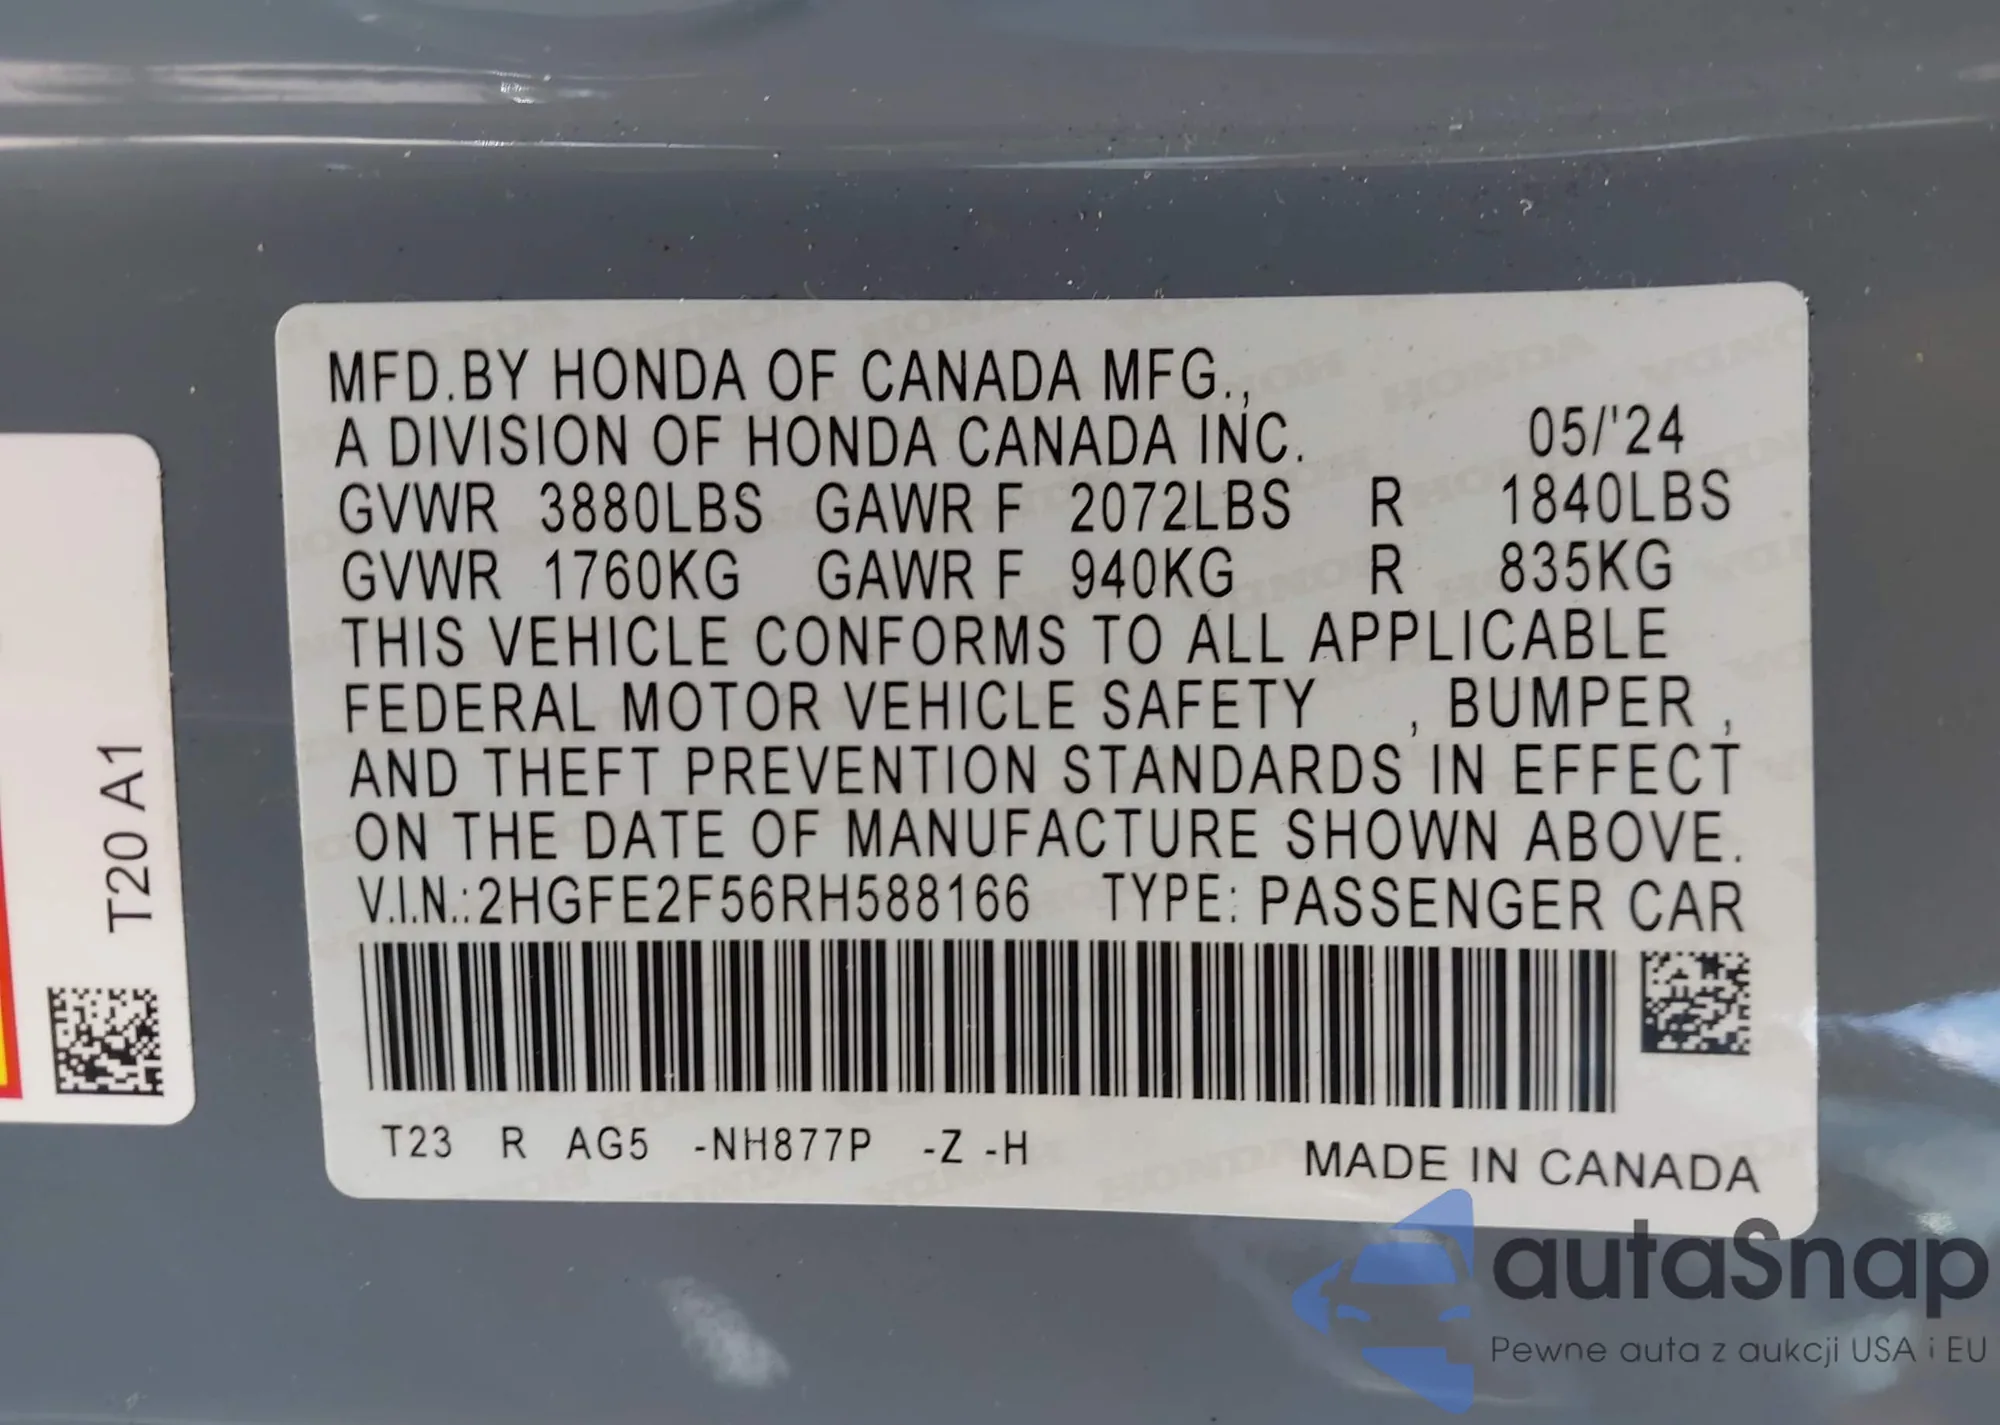 MFD.BY HONDA OF CANADA MFG.,
A DIVISION OF HONDA CANADA INC. 05/'24
GVWR 3880LBS GAWR F 2072LBS R 1840LBS
GVWR 1760KG GAWR F 940KG R 835KG
THIS VEHICLE CONFORMS TO ALL APPLICABLE
FEDERAL MOTOR VEHICLE SAFETY , BUMPER ,
AND THEFT PREVENTION STANDARDS IN EFFECT
ON THE DATE OF MANUFACTURE SHOWN ABOVE.
V.I.N.:2HGFE2F56RH588166 TYPE: PASSENGER CAR
T23 R AG5 -NH877P -Z -H
MADE IN CANADA
T20 A1
autaSnap
Pewne auta z aukcji USA i EU